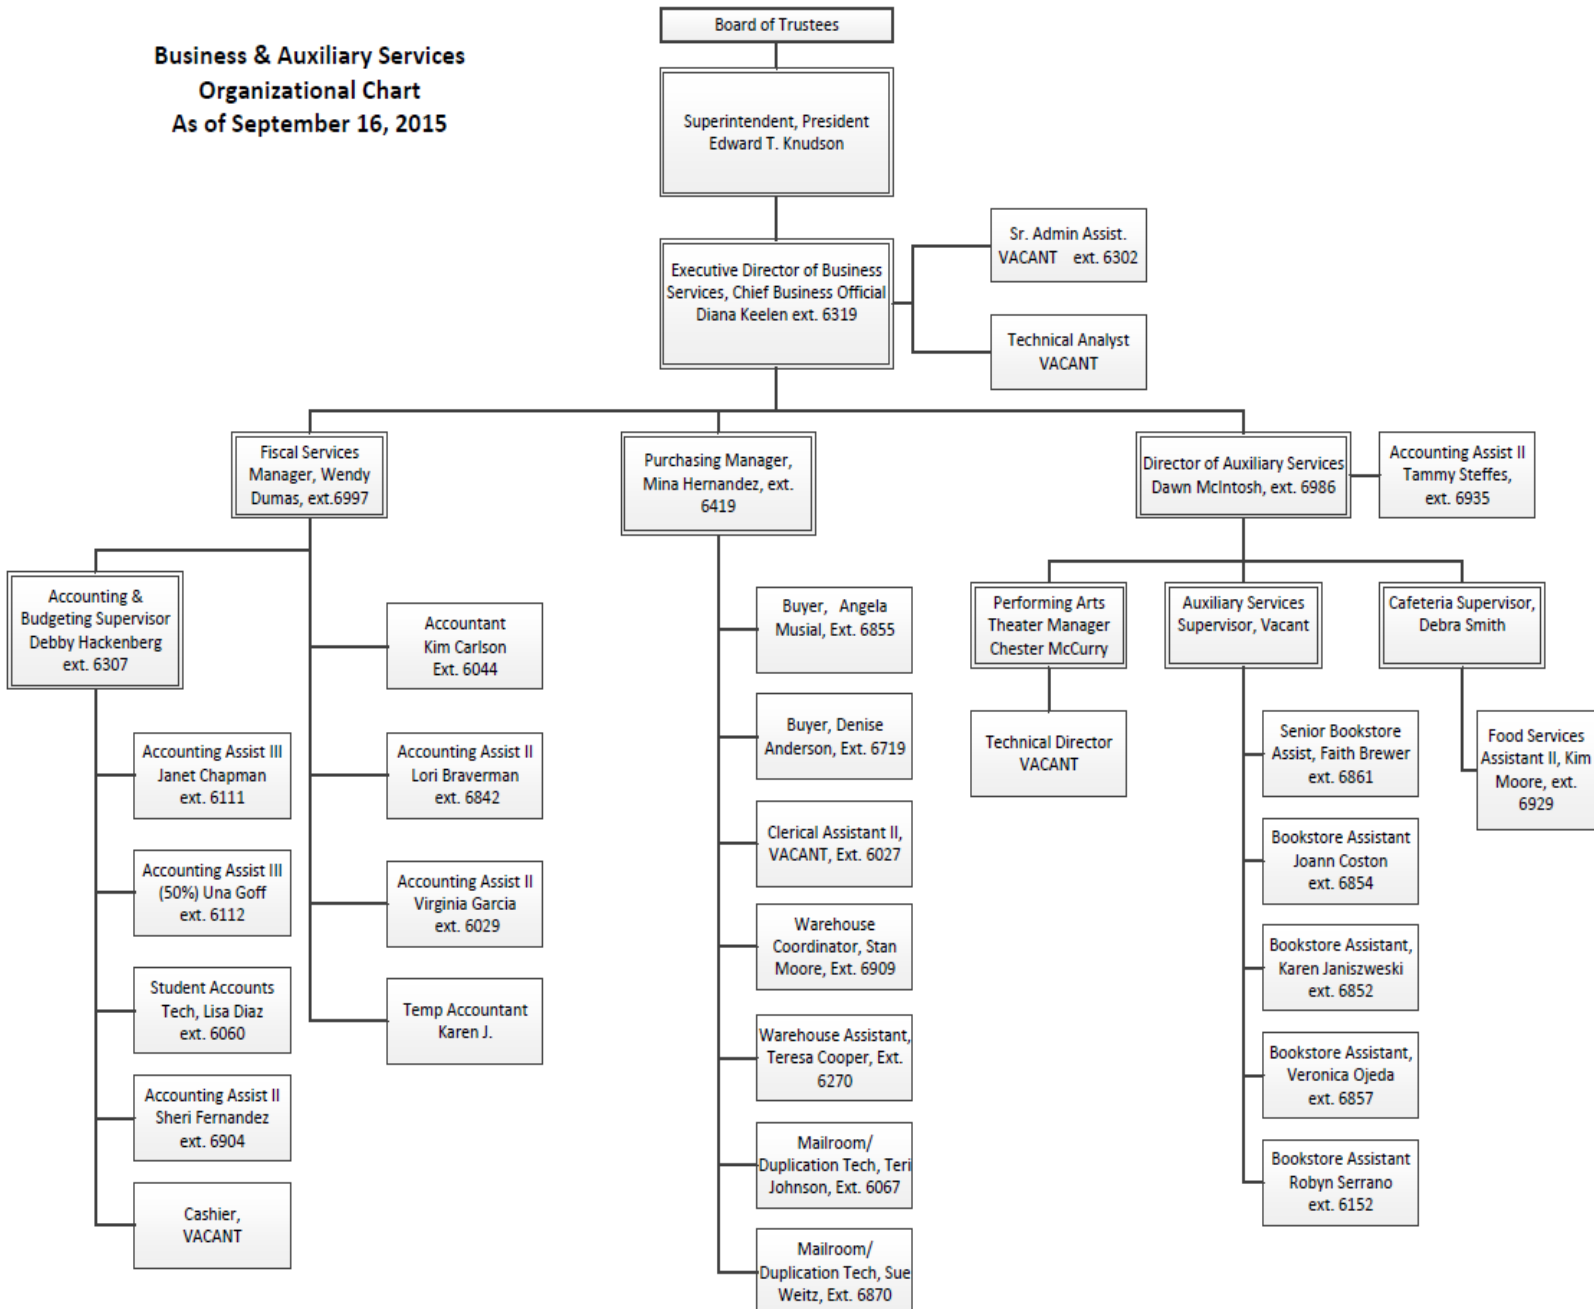 Business & Auxiliary Services
Organizational Chart
As of September 16, 2015
Board of Trustees
Superintendent, President
Edward T. Knudson
Executive Director of Business
Services, Chief Business Official
Diana Keelen ext. 6319
Sr. Admin Assist.
VACANT ext. 6302
Technical Analyst
VACANT
Fiscal Services
Manager, Wendy
Dumas, ext.6997
Purchasing Manager,
Mina Hernandez, ext.
6419
Director of Auxiliary Services
Dawn McIntosh, ext. 6986
Accounting Assist II
Tammy Steffes,
ext. 6935
Accounting &
Budgeting Supervisor
Debby Hackenberg
ext. 6307
Accounting Assist III
Janet Chapman
ext. 6111
Accounting Assist III
(50%) Una Goff
ext. 6112
Student Accounts
Tech, Lisa Diaz
ext. 6060
Accounting Assist II
Sheri Fernandez
ext. 6904
Cashier,
VACANT
Accountant
Kim Carlson
Ext. 6044
Accounting Assist II
Lori Braverman
ext. 6842
Accounting Assist II
Virginia Garcia
ext. 6029
Temp Accountant
Karen J.
Buyer, Angela
Musial, Ext. 6855
Buyer, Denise
Anderson, Ext. 6719
Clerical Assistant II,
VACANT, Ext. 6027
Warehouse
Coordinator, Stan
Moore, Ext. 6909
Warehouse Assistant,
Teresa Cooper, Ext.
6270
Mailroom/
Duplication Tech, Teri
Johnson, Ext. 6067
Mailroom/
Duplication Tech, Sue
Weitz, Ext. 6870
Performing Arts
Theater Manager
Chester McCurry
Technical Director
VACANT
Auxiliary Services
Supervisor, Vacant
Senior Bookstore
Assist, Faith Brewer
ext. 6861
Bookstore Assistant
Joann Coston
ext. 6854
Bookstore Assistant,
Karen Janiszweski
ext. 6852
Bookstore Assistant,
Veronica Ojeda
ext. 6857
Bookstore Assistant
Robyn Serrano
ext. 6152
Cafeteria Supervisor,
Debra Smith
Food Services
Assistant II, Kim
Moore, ext.
6929